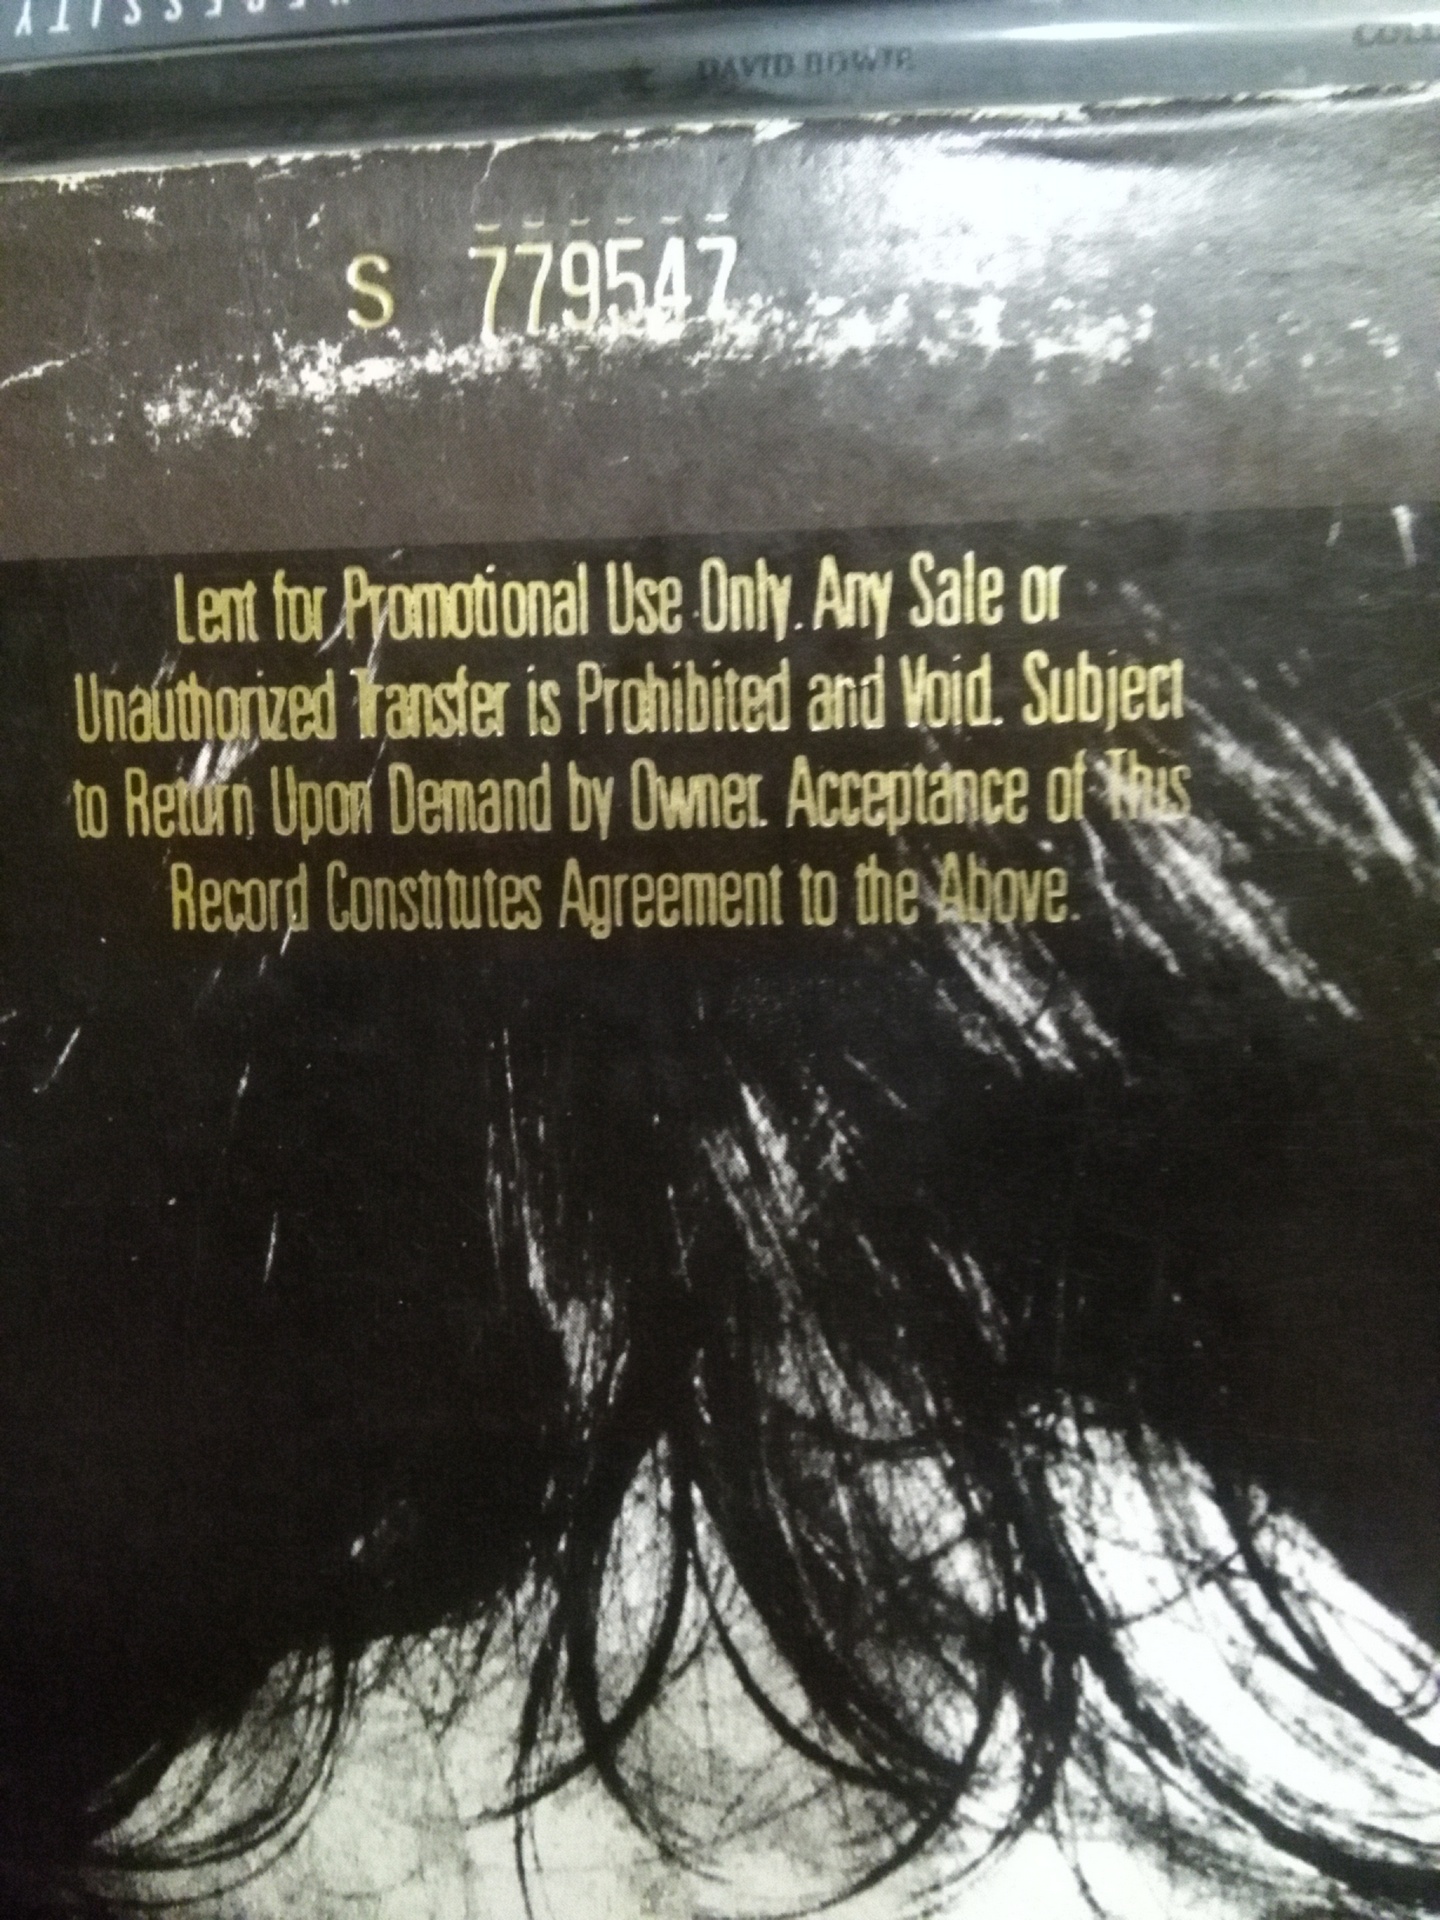 DAVID BOWIE
S 779547
Lent for Promotional Use Only. Any Sale or
Unauthorized Transfer is Prohibited and Void. Subject
to Return Upon Demand by Owner. Acceptance of This
Record Constitutes Agreement to the Above.